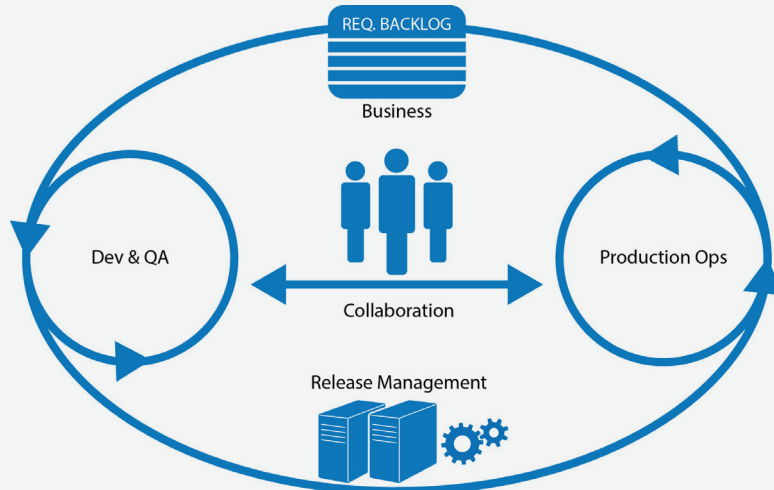 REQ. BACKLOG
Business
Dev & QA
Production Ops
Collaboration
Release Management